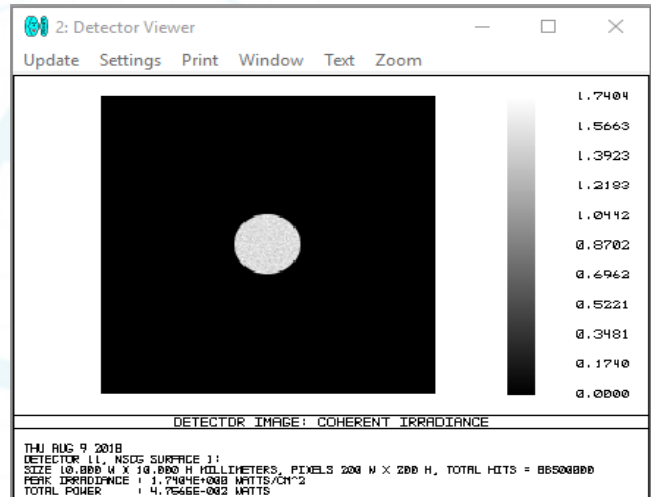 2: Detector Viewer
Update Settings Print Window Text Zoom
1.7404
1.5663
1.3923
1.2183
1.0442
0.8702
0.6962
0.5221
0.3481
0.1740
0.0000
DETECTOR IMAGE: COHERENT IRRADIANCE
THU AUG 9 2018
DETECTOR 11, NSCG SURFACE 1:
SIZE 10.000 W X 10.000 H MILLIMETERS, PIXELS 200 W X 200 H, TOTAL HITS =
PEAK IRRADIANCE : 1.7404E+000 WATTS/CM^2
TOTAL POWER : 4.7566E-002 WATTS